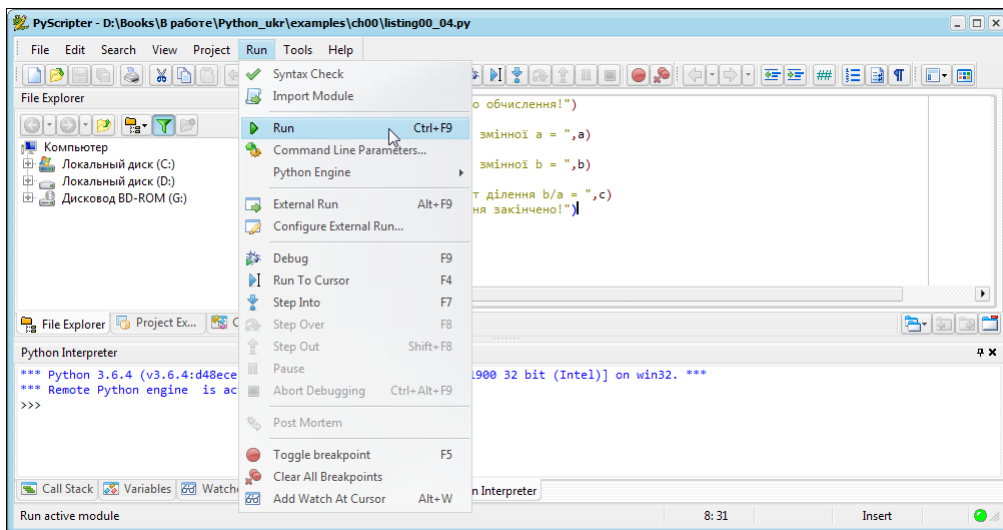 PyScripter - D:\Books\В работе\Python_ukr\examples\ch00\listing00_04.py
File Edit Search View Project Run Tools Help
File Explorer
Компьютер
Локальный диск (C:)
Локальный диск (D:)
Дисковод BD-ROM (G:)
File Explorer Project Ex...
Syntax Check
Import Module
Run Ctrl+F9
Command Line Parameters...
Python Engine
External Run Alt+F9
Configure External Run...
Debug F9
Run To Cursor F4
Step Into F7
Step Over F8
Step Out Shift+F8
Pause
Abort Debugging Ctrl+Alt+F9
Post Mortem
Toggle breakpoint F5
Clear All Breakpoints
Add Watch At Cursor Alt+W
о обчислення!")
змінної a = ",a)
змінної b = ",b)
т ділення b/a = ",c)
ня закінчено!")
Python Interpreter
*** Python 3.6.4 (v3.6.4:d48ece 1900 32 bit (Intel)] on win32. ***
*** Remote Python engine is ac
>>>
Call Stack Variables Watch n Interpreter
Run active module 8: 31 Insert